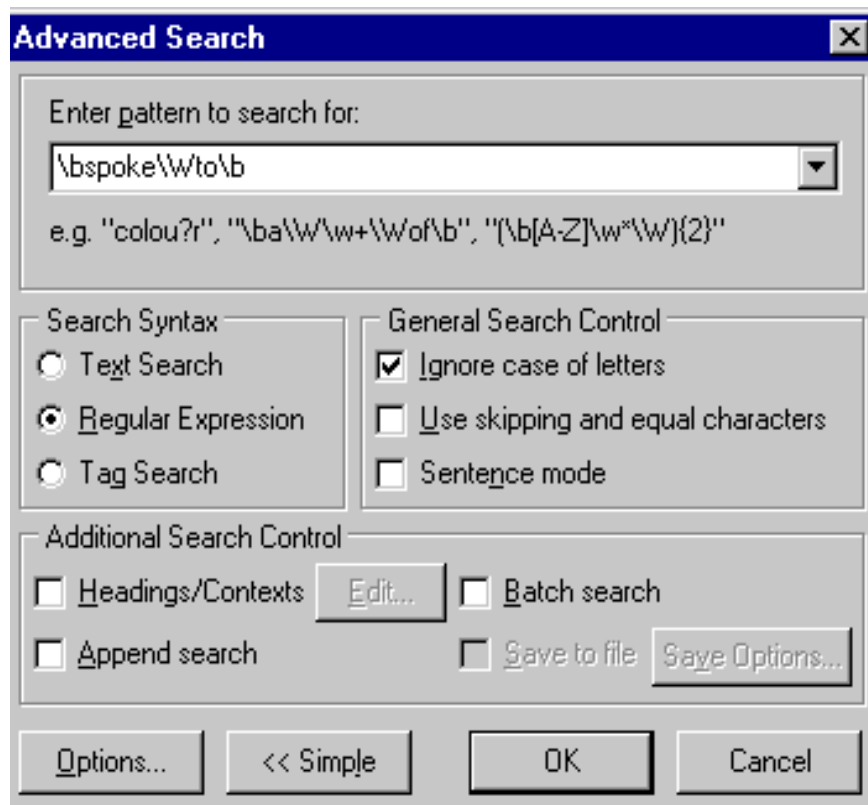 Advanced Search
Enter pattern to search for:
\bspoke\Wto\b
e.g. "colou?r", "\ba\W\w+\Wof\b", "(\b[A-Z]\w*\W){2}"
Search Syntax
Text Search
Regular Expression
Tag Search
General Search Control
Ignore case of letters
Use skipping and equal characters
Sentence mode
Additional Search Control
Headings/Contexts Edit... Batch search
Append search Save to file Save Options...
Options... << Simple OK Cancel